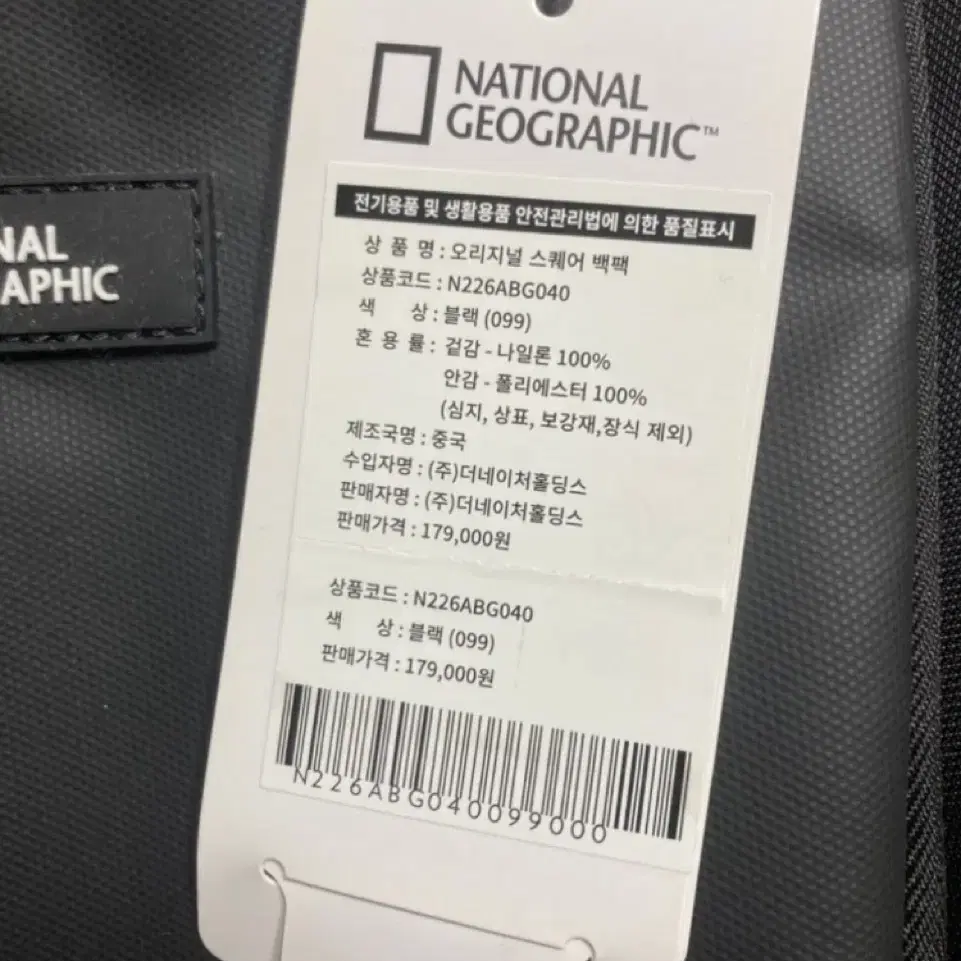 NATIONAL
GEOGRAPHIC™
NAL
APHIC
전기용품 및 생활용품 안전관리법에 의한 품질표시
상 품 명 : 오리지널 스퀘어 백팩
상품코드 : N226ABG040
색 상 : 블랙 (099)
혼 용 률 : 겉감 - 나일론 100%
안감 - 폴리에스터 100%
(심지, 상표, 보강재,장식 제외)
제조국명 : 중국
수입자명 : (주)더네이처홀딩스
판매자명 : (주)더네이처홀딩스
판매가격 : 179,000원
상품코드 : N226ABG040
색 상 : 블랙 (099)
판매가격 : 179,000원
N226ABG040099000